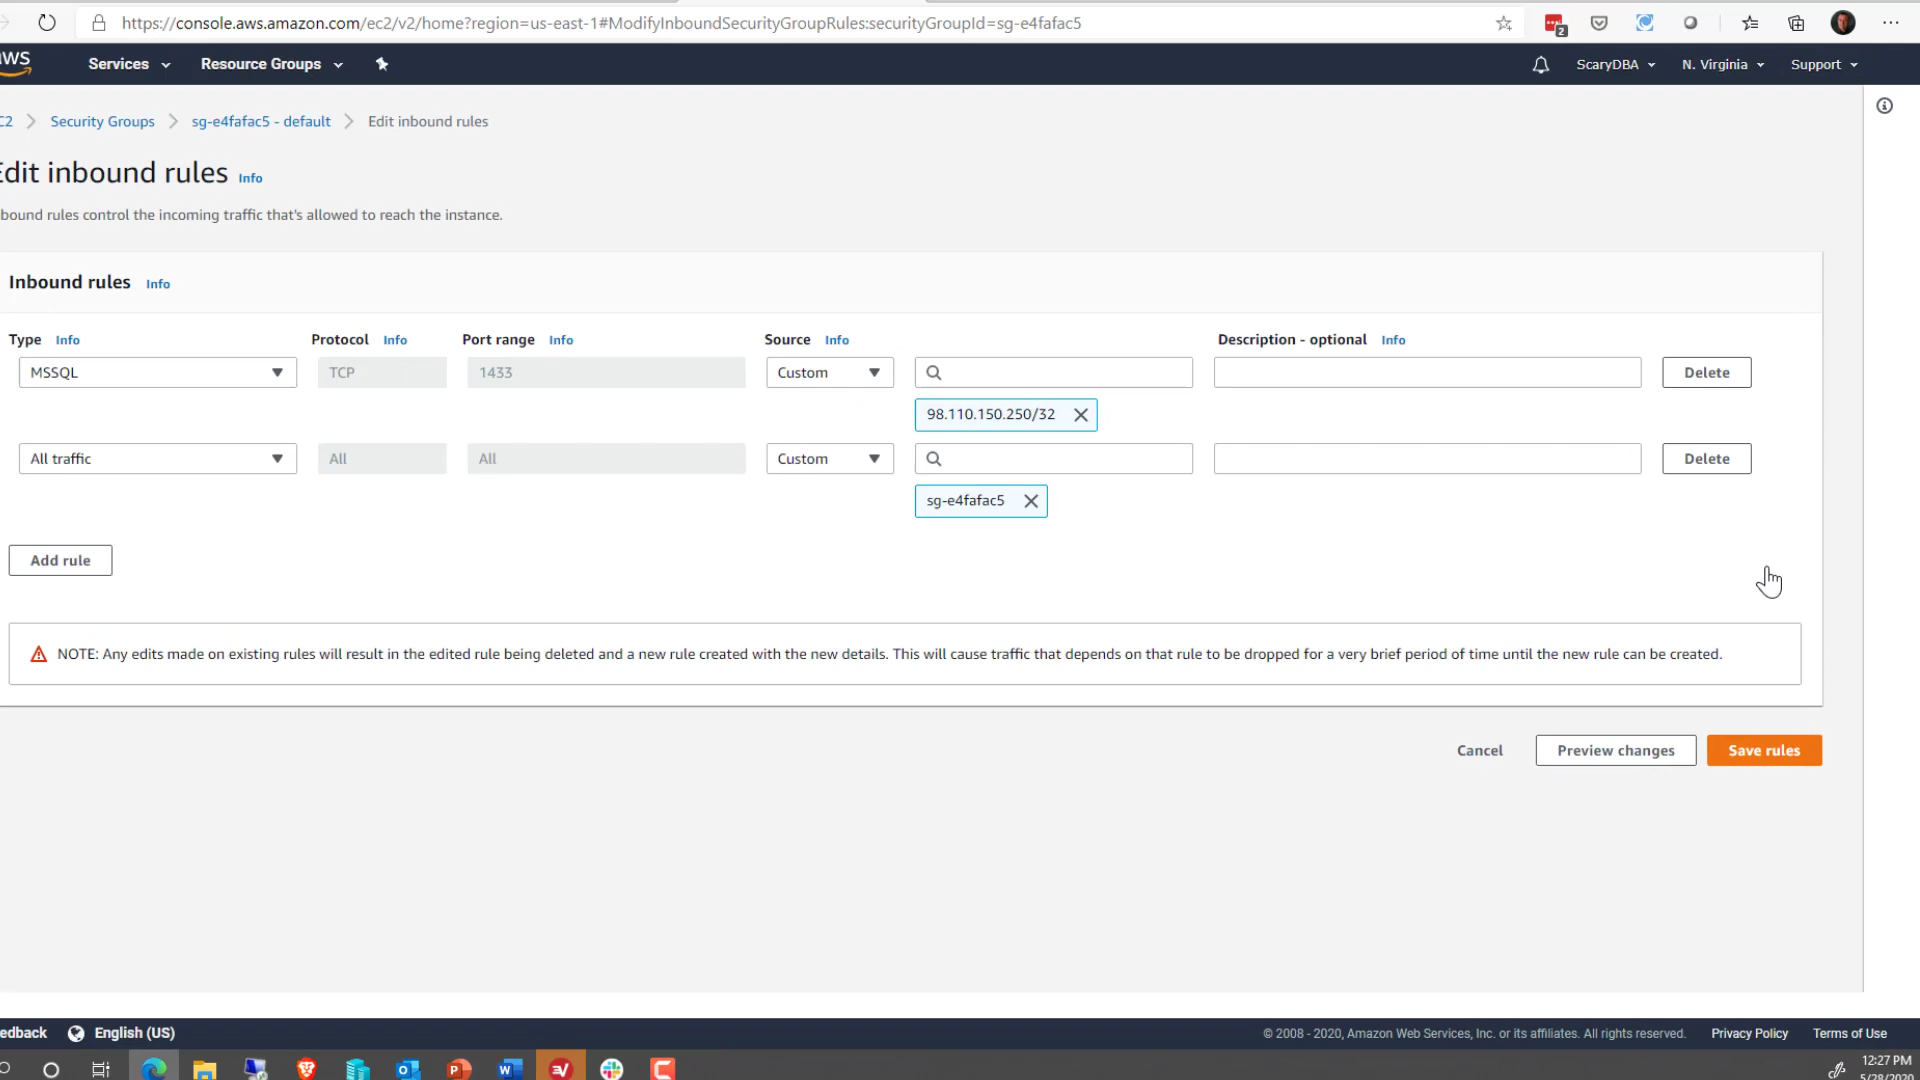 https://console.aws.amazon.com/ec2/v2/home?region=us-east-1#ModifyInboundSecurityGroupRules:securityGroupId=sg-e4fafac5
2
aws
Services Resource Groups ScaryDBA N. Virginia Support
C2 Security Groups sg-e4fafac5 - default Edit inbound rules
Edit inbound rules Info
bound rules control the incoming traffic that's allowed to reach the instance.
Inbound rules Info
Type Info Protocol Info Port range Info Source Info Description - optional Info
MSSQL TCP 1433 Custom Delete
98.110.150.250/32
All traffic All All Custom Delete
sg-e4fafac5
Add rule
NOTE: Any edits made on existing rules will result in the edited rule being deleted and a new rule created with the new details. This will cause traffic that depends on that rule to be dropped for a very brief period of time until the new rule can be created.
Cancel Preview changes Save rules
edback English (US) © 2008 - 2020, Amazon Web Services, Inc. or its affiliates. All rights reserved. Privacy Policy Terms of Use
12:27 PM
5/28/2020